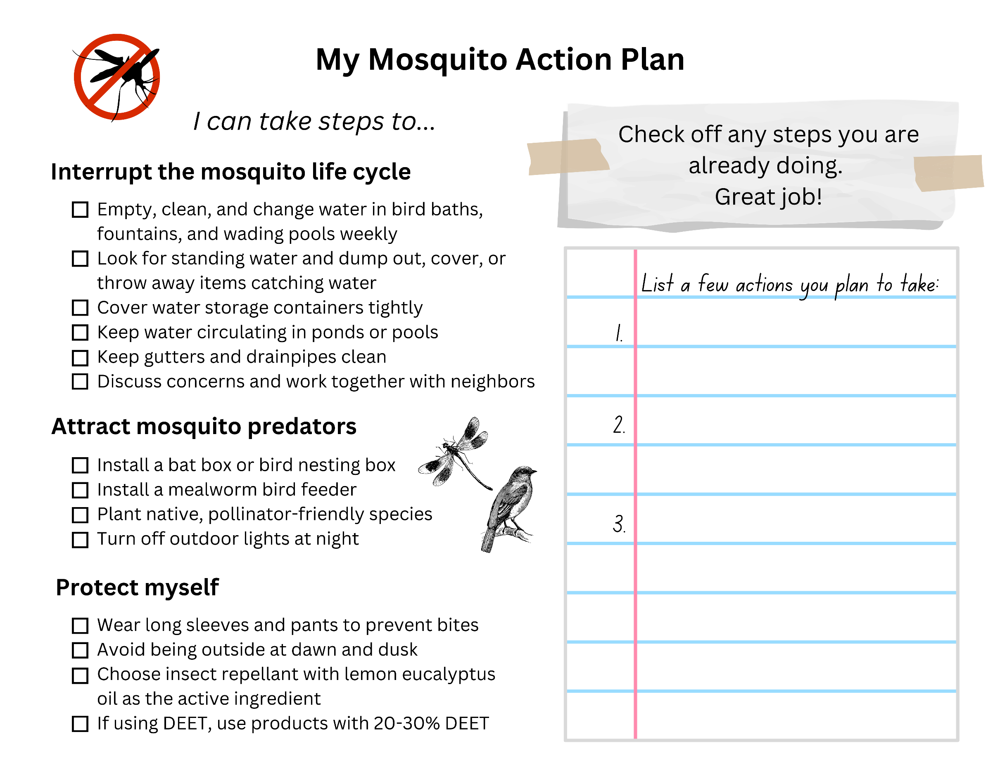 My Mosquito Action Plan
I can take steps to...
Interrupt the mosquito life cycle
Empty, clean, and change water in bird baths,
fountains, and wading pools weekly
Look for standing water and dump out, cover, or
throw away items catching water
Cover water storage containers tightly
Keep water circulating in ponds or pools
Keep gutters and drainpipes clean
Discuss concerns and work together with neighbors
Attract mosquito predators
Install a bat box or bird nesting box
Install a mealworm bird feeder
Plant native, pollinator-friendly species
Turn off outdoor lights at night
Protect myself
Wear long sleeves and pants to prevent bites
Avoid being outside at dawn and dusk
Choose insect repellant with lemon eucalyptus
oil as the active ingredient
If using DEET, use products with 20-30% DEET
Check off any steps you are
already doing.
Great job!
List a few actions you plan to take:
1.
2.
3.